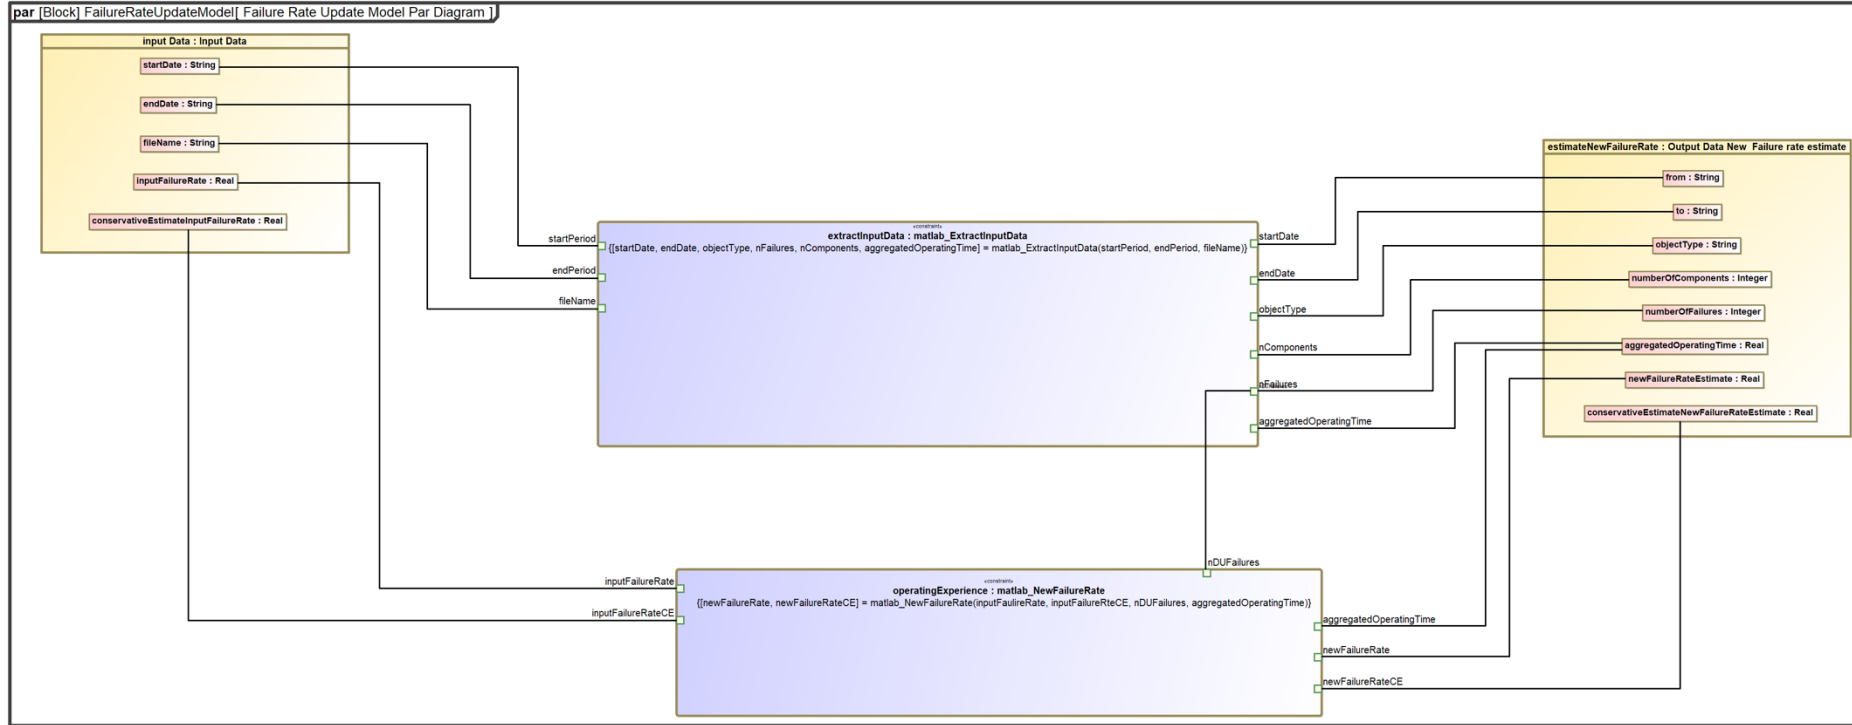 par [Block] FailureRateUpdateModel[ Failure Rate Update Model Par Diagram ]
input Data : Input Data
startDate : String
endDate : String
fileName : String
inputFailureRate : Real
conservativeEstimateInputFailureRate : Real
startPeriod
endPeriod
fileName
«constraint»
extractInputData : matlab_ExtractInputData
{[startDate, endDate, objectType, nFailures, nComponents, aggregatedOperatingTime] = matlab_ExtractInputData(startPeriod, endPeriod, fileName)}
startDate
endDate
objectType
nComponents
nFailures
aggregatedOperatingTime
estimateNewFailureRate : Output Data New Failure rate estimate
from : String
to : String
objectType : String
numberOfComponents : Integer
numberOfFailures : Integer
aggregatedOperatingTime : Real
newFailureRateEstimate : Real
conservativeEstimateNewFailureRateEstimate : Real
nDUFailures
inputFailureRate
inputFailureRateCE
«constraint»
operatingExperience : matlab_NewFailureRate
{[newFailureRate, newFailureRateCE] = matlab_NewFailureRate(inputFaulireRate, inputFailureRteCE, nDUFailures, aggregatedOperatingTime)}
aggregatedOperatingTime
newFailureRate
newFailureRateCE